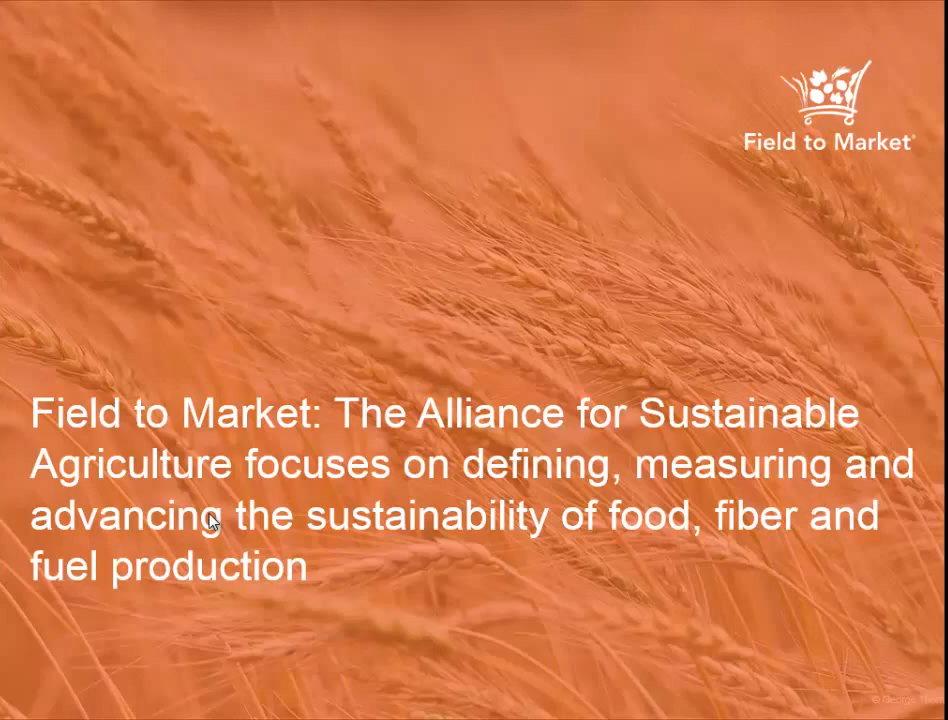 Field to Market®
Field to Market: The Alliance for Sustainable
Agriculture focuses on defining, measuring and
advancing the sustainability of food, fiber and
fuel production
© George